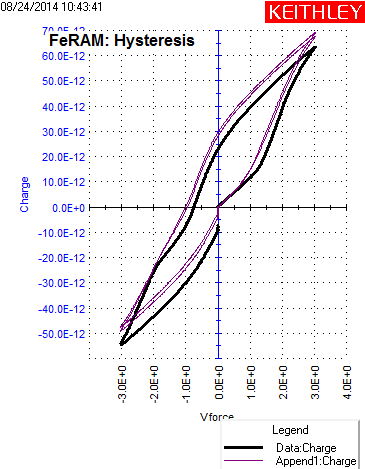 08/24/2014 10:43:41
KEITHLEY
FeRAM: Hysteresis
70.0E-12
60.0E-12
50.0E-12
40.0E-12
30.0E-12
20.0E-12
10.0E-12
0.0E+0
-10.0E-12
-20.0E-12
-30.0E-12
-40.0E-12
-50.0E-12
Charge
-3.0E+0
-2.0E+0
-1.0E+0
0.0E+0
1.0E+0
2.0E+0
3.0E+0
4.0E+0
Vforce
Legend
Data:Charge
Append1:Charge